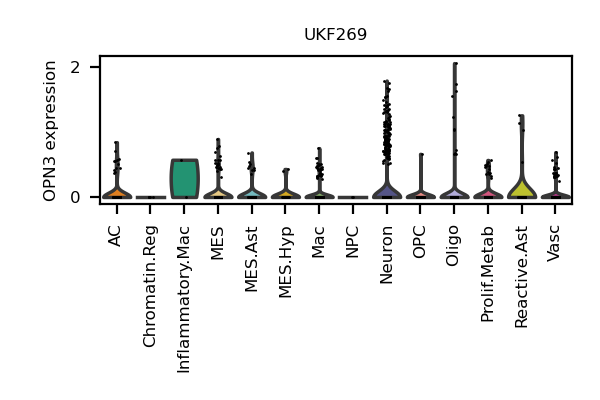 UKF269
OPN3 expression
2
0
AC
Chromatin.Reg
Inflammatory.Mac
MES
MES.Ast
MES.Hyp
Mac
NPC
Neuron
OPC
Oligo
Prolif.Metab
Reactive.Ast
Vasc